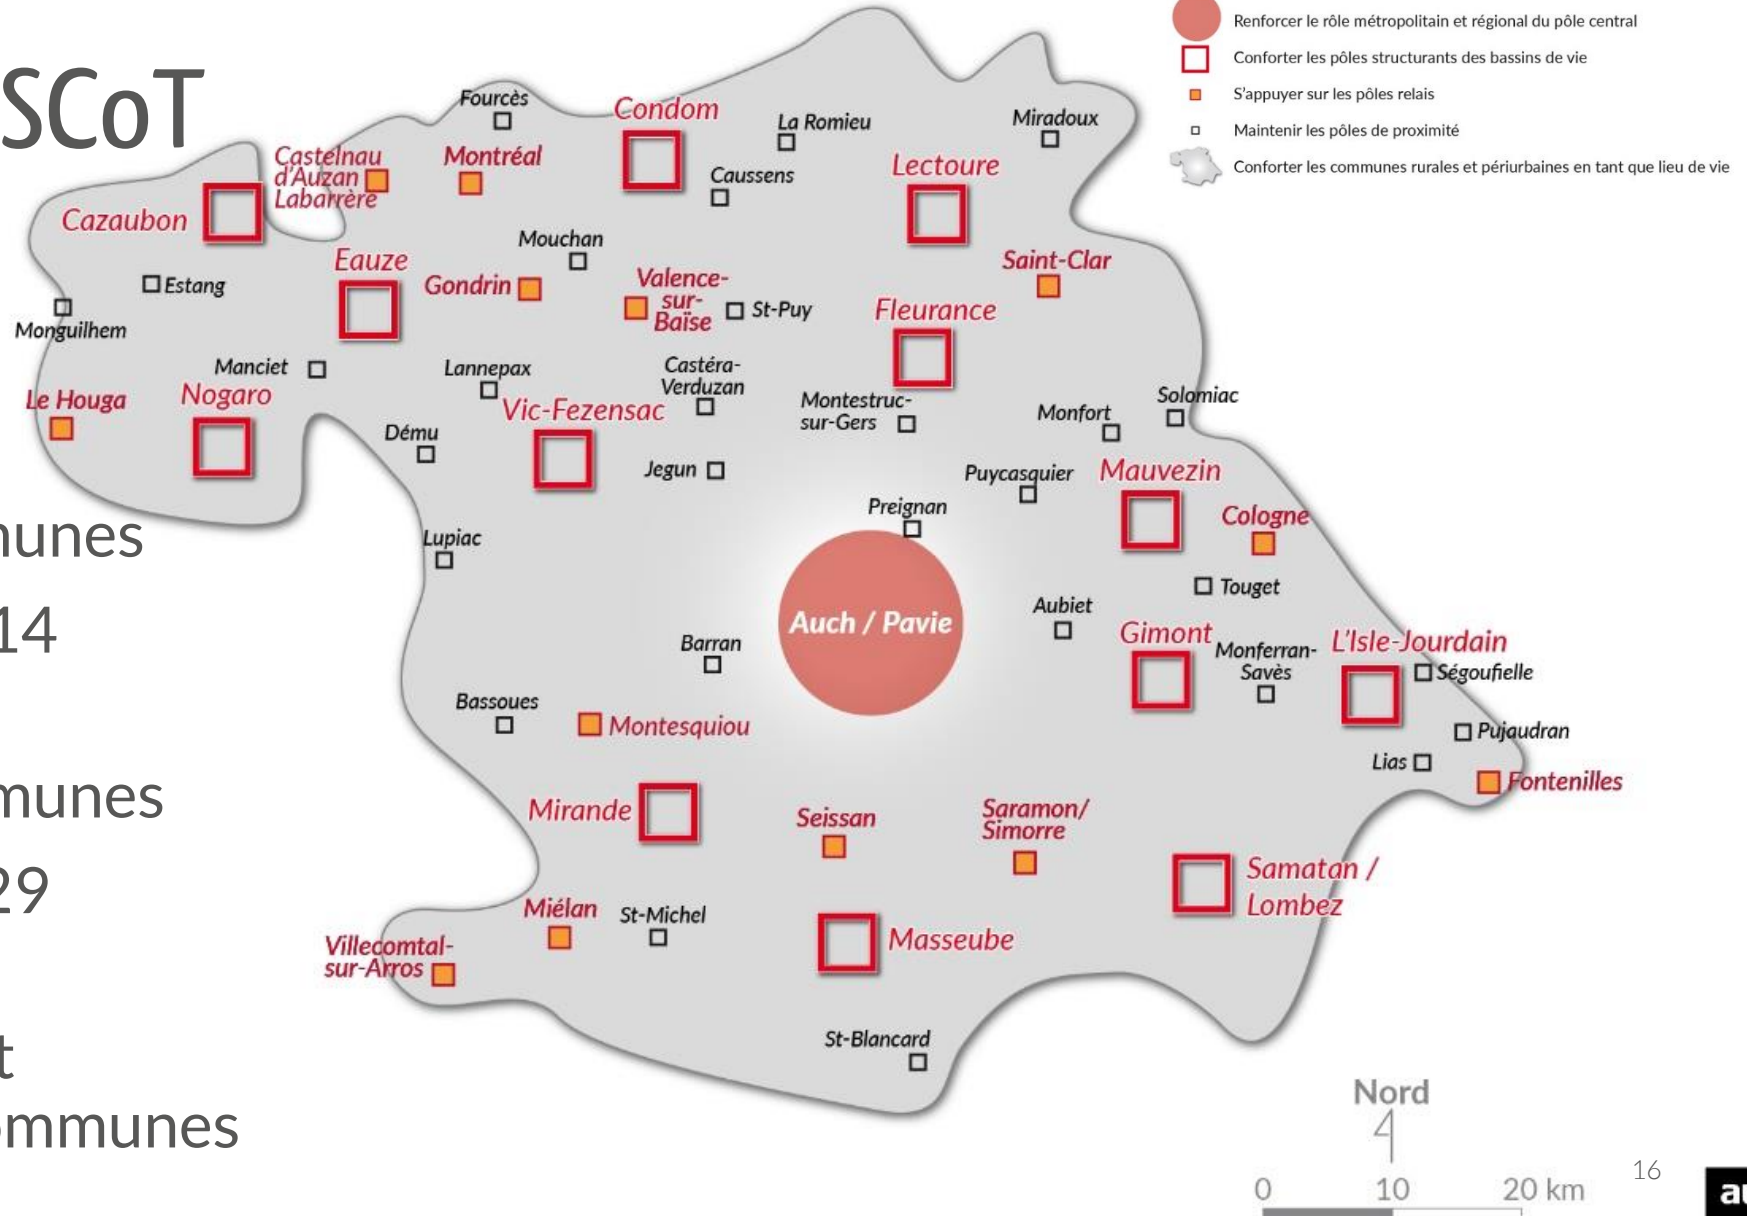 SCoT
munes
14
munes
29
t
ommunes
Renforcer le rôle métropolitain et régional du pôle central
Conforter les pôles structurants des bassins de vie
S'appuyer sur les pôles relais
Maintenir les pôles de proximité
Conforter les communes rurales et périurbaines en tant que lieu de vie
Fourcès
Condom
La Romieu
Miradoux
Castelnau
d'Auzan
Labarrère
Montréal
Caussens
Lectoure
Cazaubon
Mouchan
Eauze
Gondrin
Valence-
sur-
Baïse
St-Puy
Saint-Clar
Estang
Monguilhem
Fleurance
Manciet
Lannepax
Castéra-
Verduzan
Le Houga
Nogaro
Vic-Fezensac
Montestruc-
sur-Gers
Monfort
Solomiac
Dému
Jegun
Puycasquier
Mauvezin
Preignan
Cologne
Lupiac
Touget
Aubiet
Auch / Pavie
Gimont
Monferran-
Savès
L'Isle-Jourdain
Ségoufielle
Barran
Bassoues
Montesquiou
Pujaudran
Lias
Fontenilles
Mirande
Seissan
Saramon/
Simorre
Samatan /
Lombez
Miélan
St-Michel
Masseube
Villecomtal-
sur-Arros
St-Blancard
Nord
0 10 20 km
16